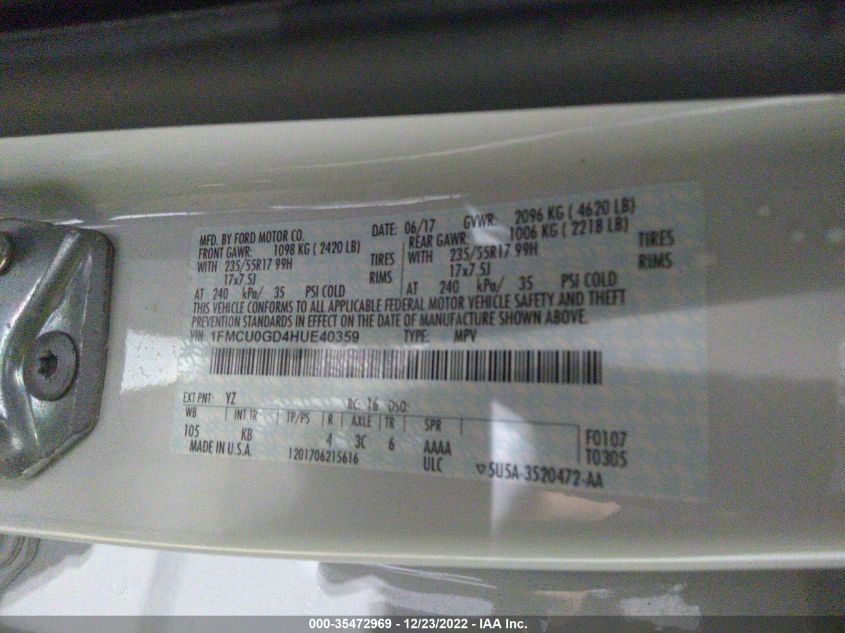 MFD. BY FORD MOTOR CO. DATE: 06/17 GVWR: 2096 KG ( 4620 LB)
FRONT GAWR: 1098 KG ( 2420 LB) REAR GAWR: 1006 KG ( 2218 LB)
WITH 235/55R17 99H TIRES WITH 235/55R17 99H TIRES
17x7.5J RIMS 17x7.5J RIMS
AT 240 kPa/ 35 PSI COLD AT 240 kPa/ 35 PSI COLD
THIS VEHICLE CONFORMS TO ALL APPLICABLE FEDERAL MOTOR VEHICLE SAFETY AND THEFT
PREVENTION STANDARDS IN EFFECT ON THE DATE OF MANUFACTURE SHOWN ABOVE.
VIN: 1FMCU0GD4HUE40359 TYPE: MPV
EXT PNT: YZ RC: 16 DSO:
WB INT TR TP/PS R AXLE TR SPR F0107
105 KB 4 3C 6 AAAA T0305
MADE IN U.S.A. 1201706215616 ULC 5U5A-3520472-AA
000-35472969 - 12/23/2022 - IAA Inc.